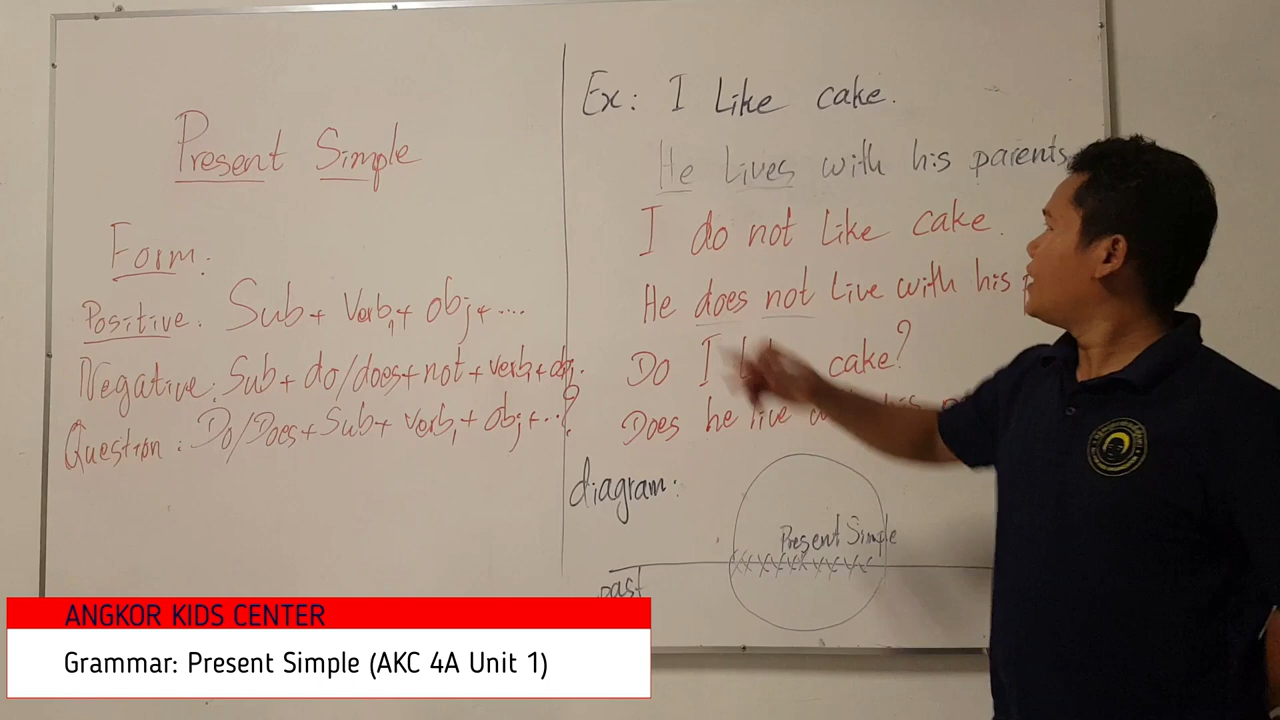 Present Simple
Form:
Positive: Sub + Verb1 + obj + ....
Negative: Sub + do/does + not + verb1 + obj.
Question: Do/Does + Sub + verb1 + obj + ...?
Ex: I Like cake.
He Lives with his parents
I do not Like cake.
He does not Live with his
Do I like cake?
Does he live his
diagram:
Present Simple
past
ANGKOR KIDS CENTER
Grammar: Present Simple (AKC 4A Unit 1)